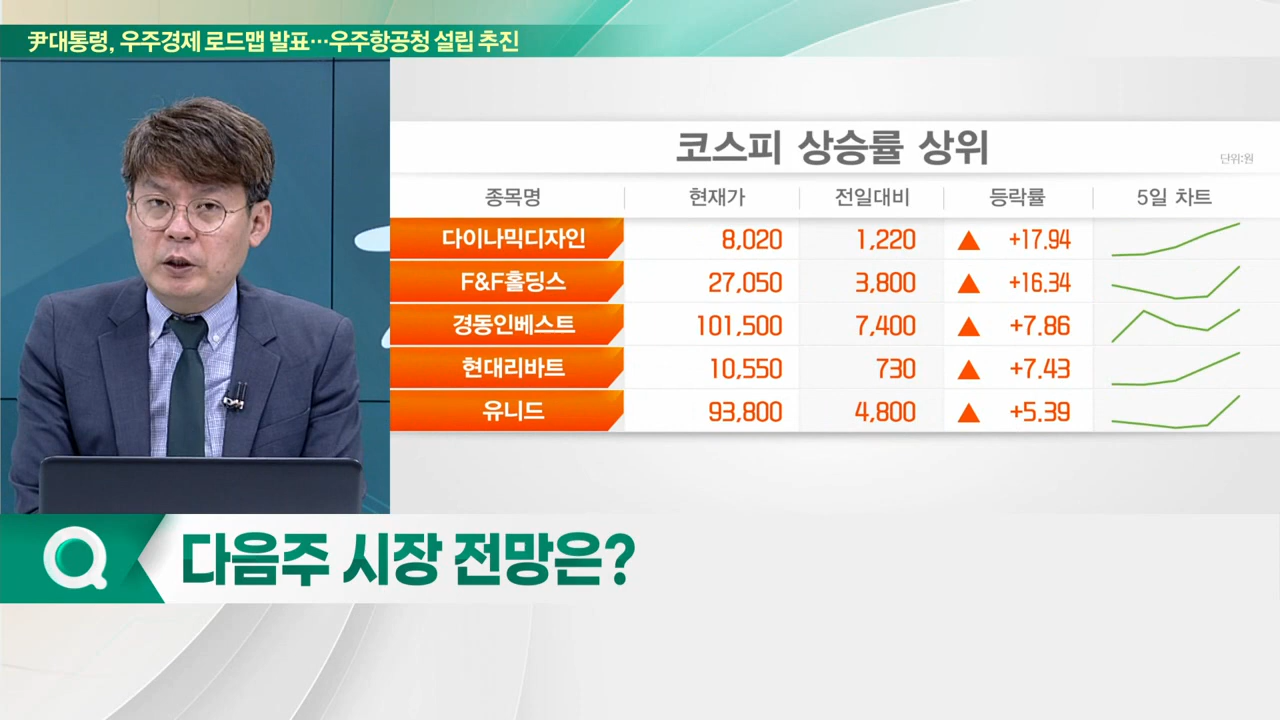 尹대통령, 우주경제 로드맵 발표…우주항공청 설립 추진
코스피 상승률 상위
단위:원
종목명 현재가 전일대비 등락률 5일 차트
다이나믹디자인 8,020 1,220 ▲ +17.94
F&F홀딩스 27,050 3,800 ▲ +16.34
경동인베스트 101,500 7,400 ▲ +7.86
현대리바트 10,550 730 ▲ +7.43
유니드 93,800 4,800 ▲ +5.39
Q 다음주 시장 전망은?